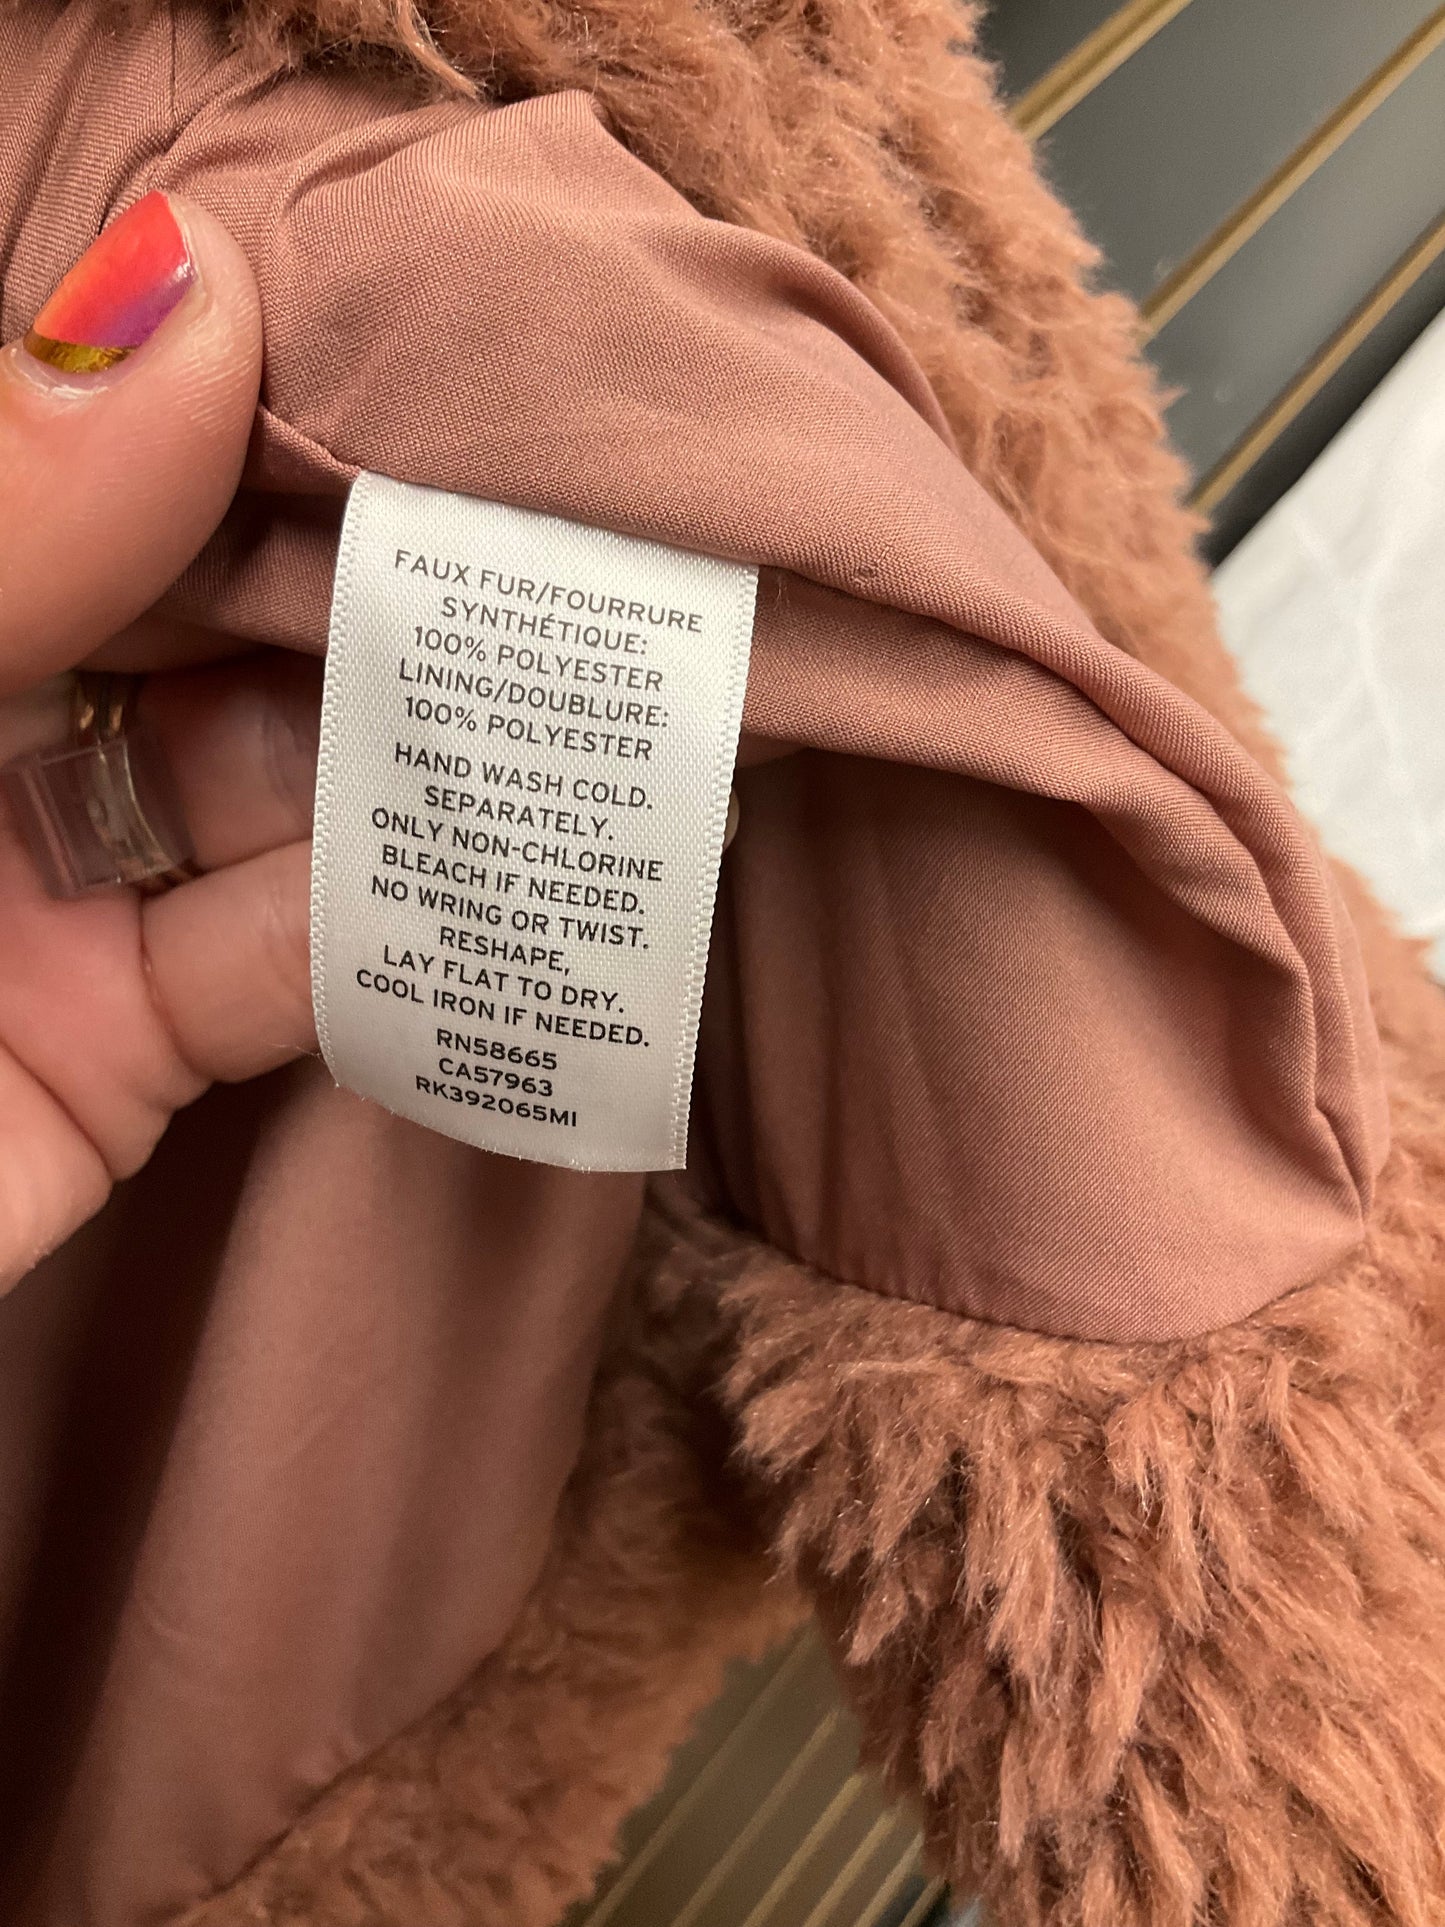 FAUX FUR/FOURRURE
SYNTHÉTIQUE:
100% POLYESTER
LINING/DOUBLURE:
100% POLYESTER
HAND WASH COLD.
SEPARATELY.
ONLY NON-CHLORINE
BLEACH IF NEEDED.
NO WRING OR TWIST.
RESHAPE,
LAY FLAT TO DRY.
COOL IRON IF NEEDED.
RN58665
CA57963
RK392065MI